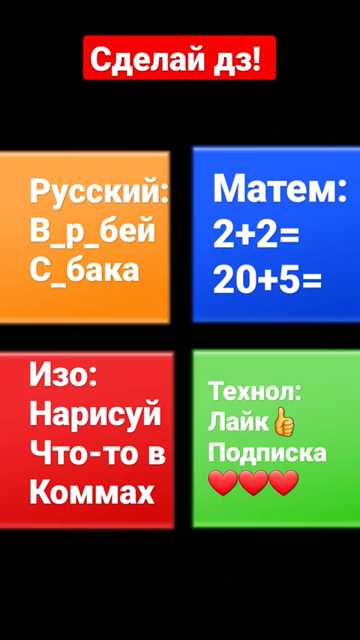 Сделай дз!
Русский:
В_р_бей
С_бака
Матем:
2+2=
20+5=
Изо:
Нарисуй
Что-то в
Коммах
Технол:
Лайк👍
Подписка
❤️❤️❤️